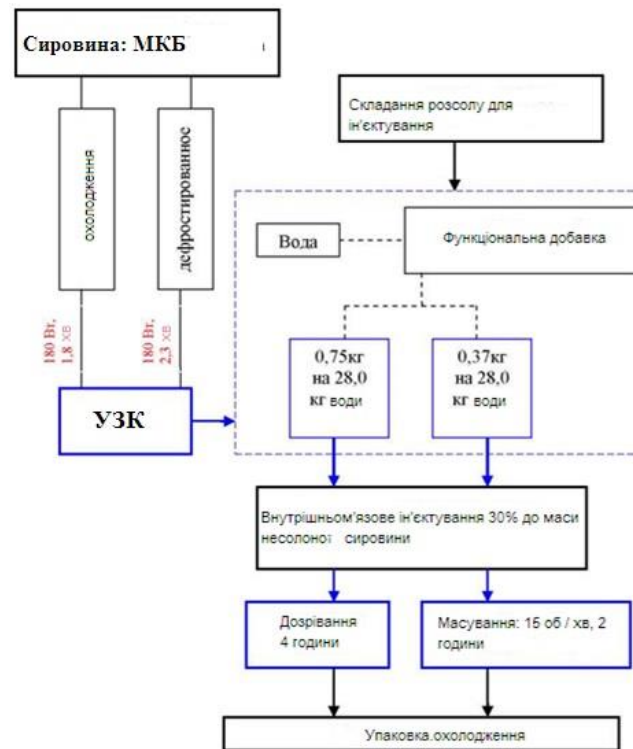 Сировина: МКБ
Складання розсолу для
ін'єктування
охолодження
дефростированное
Вода
Функціональна добавка
180 Вт,
1,8 хв
180 Вт,
2,3 хв
0,75кг
на 28,0
кг води
0,37кг
на 28,0
кг води
УЗК
Внутрішньом'язове ін'єктування 30% до маси
несолоної сировини
Дозрівання
4 години
Масування: 15 об / хв, 2
години
Упаковка.охолодження